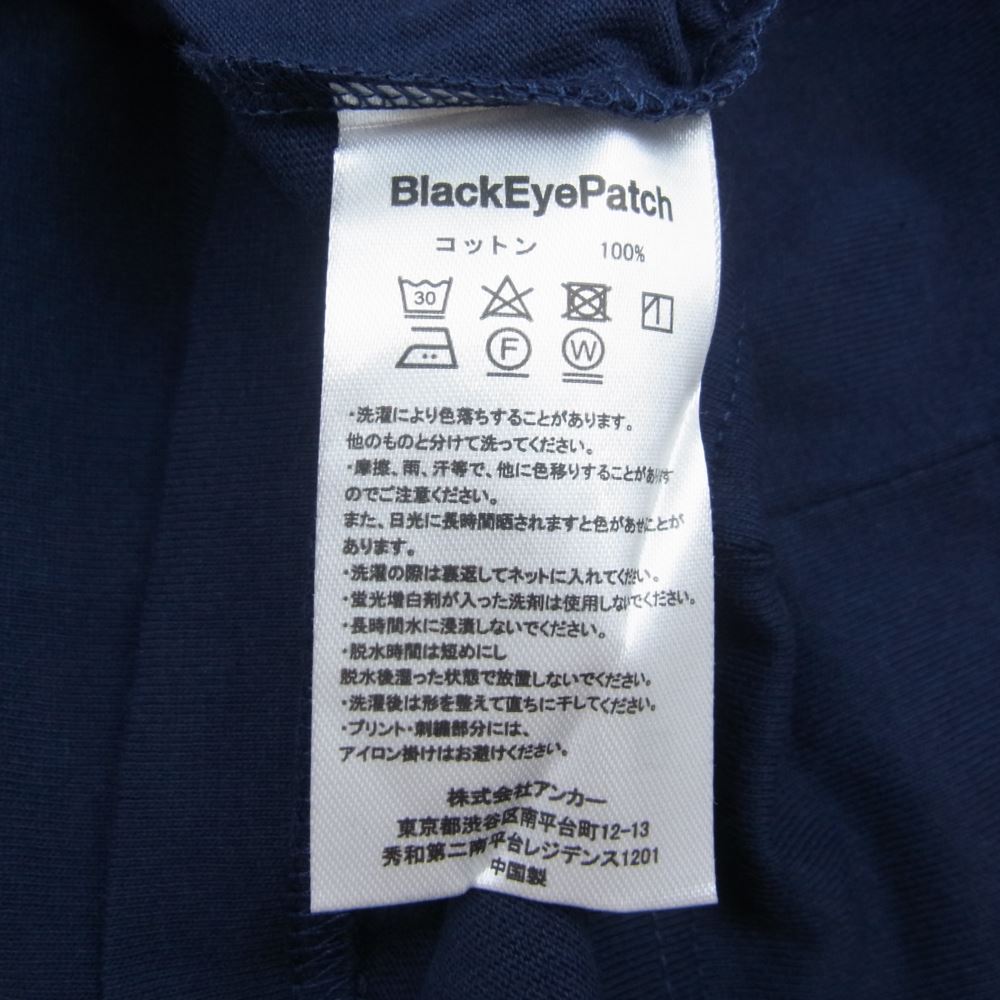 BlackEyePatch
コットン 100%
30
F W
・洗濯により色落ちすることがあります。
他のものと分けて洗ってください。
・摩擦、雨、汗等で、他に色移りすることがあります
のでご注意ください。
また、日光に長時間晒されますと色があせことが
あります。
・洗濯の際は裏返してネットに入れてください。
・蛍光増白剤が入った洗剤は使用しないでください。
・長時間水に浸漬しないでください。
・脱水時間は短めにし
脱水後湿った状態で放置しないでください。
・洗濯後は形を整えて直ちに干してください。
・プリント・刺繍部分には、
アイロン掛けはお避けください。
株式会社アンカー
東京都渋谷区南平台町12-13
秀和第二南平台レジデンス1201
中国製